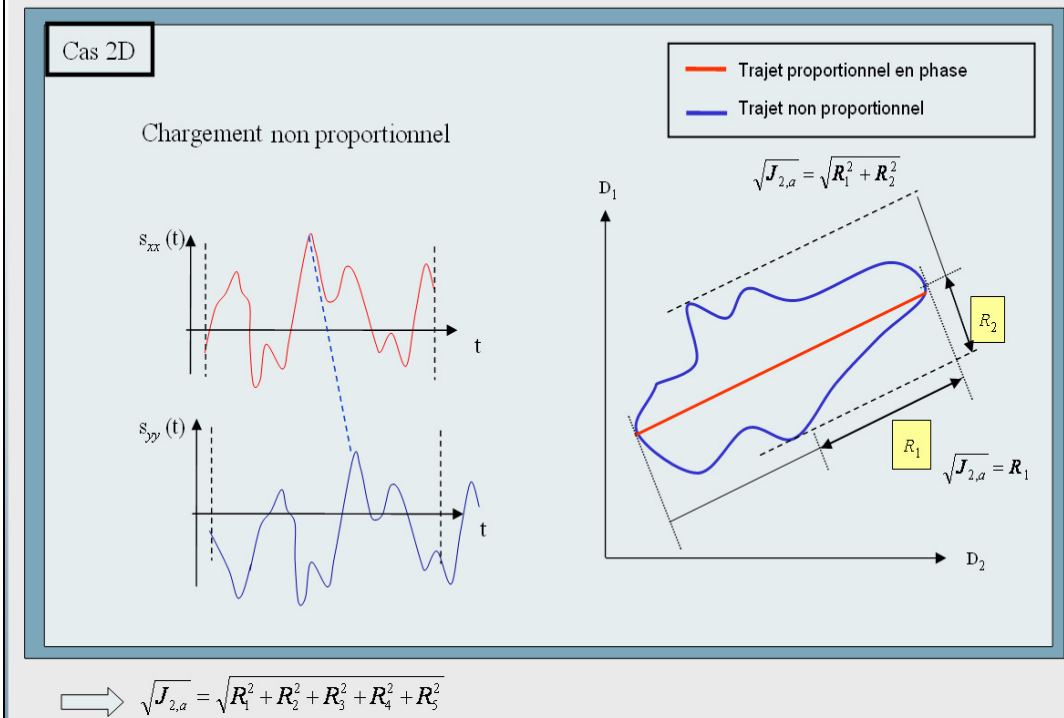 Cas 2D
Trajet proportionnel en phase
Trajet non proportionnel
Chargement non proportionnel
√J₂,ₐ = √R₁² + R₂²
D₁
sₓₓ (t)
t
R₂
R₁
√J₂,ₐ = R₁
s_yy (t)
t
D₂
√J₂,ₐ = √R₁² + R₂² + R₃² + R₄² + R₅²